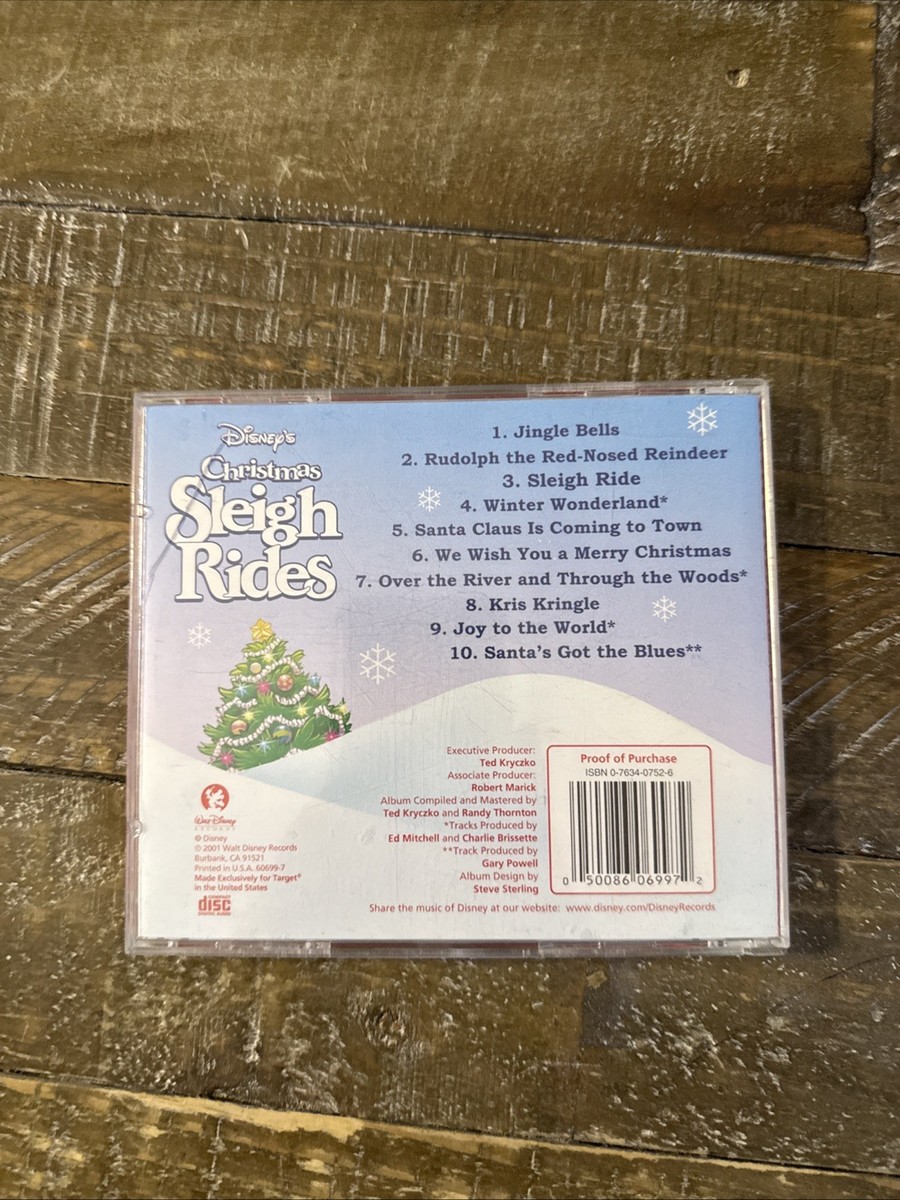 Disney's
Christmas
Sleigh
Rides
1. Jingle Bells
2. Rudolph the Red-Nosed Reindeer
3. Sleigh Ride
4. Winter Wonderland*
5. Santa Claus Is Coming to Town
6. We Wish You a Merry Christmas
7. Over the River and Through the Woods*
8. Kris Kringle
9. Joy to the World*
10. Santa's Got the Blues**
Walt Disney
RECORDS
℗ Disney
© 2001 Walt Disney Records
Burbank, CA 91521
Printed in U.S.A. 60699-7
Made Exclusively for Target®
in the United States
COMPACT
disc
DIGITAL AUDIO
Executive Producer:
Ted Kryczko
Associate Producer:
Robert Marick
Album Compiled and Mastered by
Ted Kryczko and Randy Thornton
*Tracks Produced by
Ed Mitchell and Charlie Brissette
**Track Produced by
Gary Powell
Album Design by
Steve Sterling
Proof of Purchase
ISBN 0-7634-0752-6
0 50086 06997 2
Share the music of Disney at our website: www.disney.com/DisneyRecords